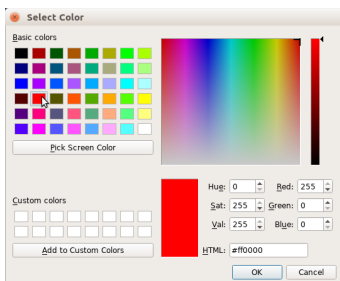 Select Color
Basic colors
Pick Screen Color
Custom colors
Add to Custom Colors
Hue: 0 Red: 255
Sat: 255 Green: 0
Val: 255 Blue: 0
HTML: #ff0000
OK Cancel